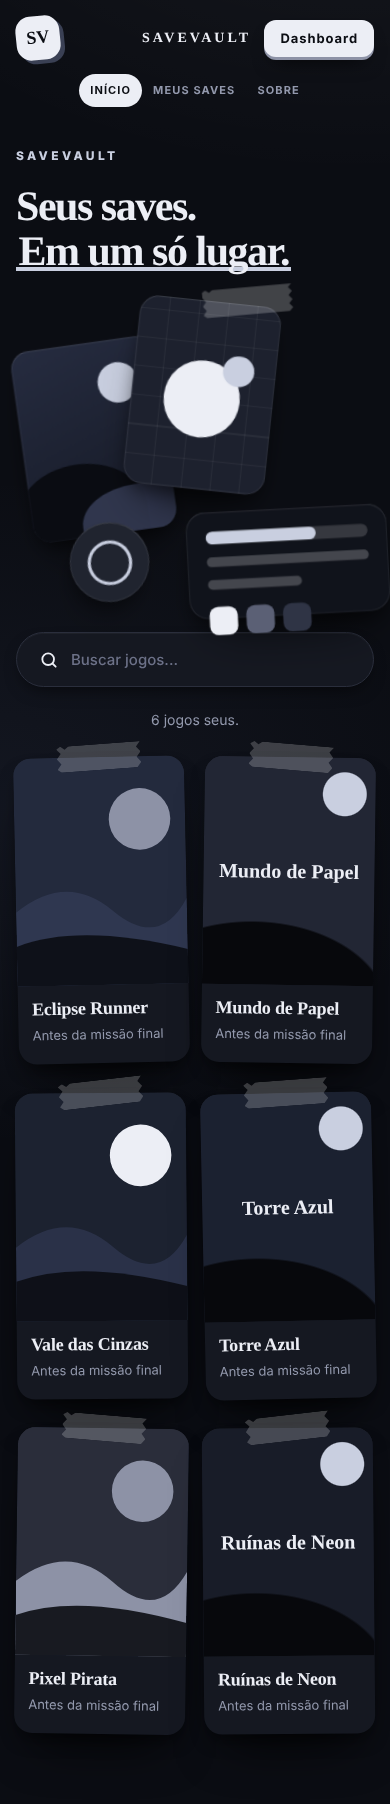 SV
SAVEVAULT
Dashboard
INÍCIO
MEUS SAVES
SOBRE
SAVEVAULT
Seus saves.
Em um só lugar.
Buscar jogos...
6 jogos seus.
Mundo de Papel
Eclipse Runner
Antes da missão final
Mundo de Papel
Antes da missão final
Torre Azul
Vale das Cinzas
Antes da missão final
Torre Azul
Antes da missão final
Ruínas de Neon
Pixel Pirata
Antes da missão final
Ruínas de Neon
Antes da missão final